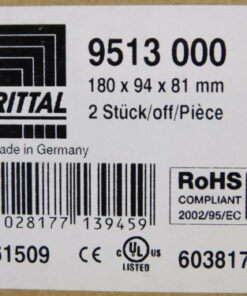 RITTAL
9513 000
180 x 94 x 81 mm
2 Stück/off/Pièce
ade in Germany
RoHS
COMPLIANT
2002/95/EC
028177 139459
51509
CE
c UL US
LISTED
603817